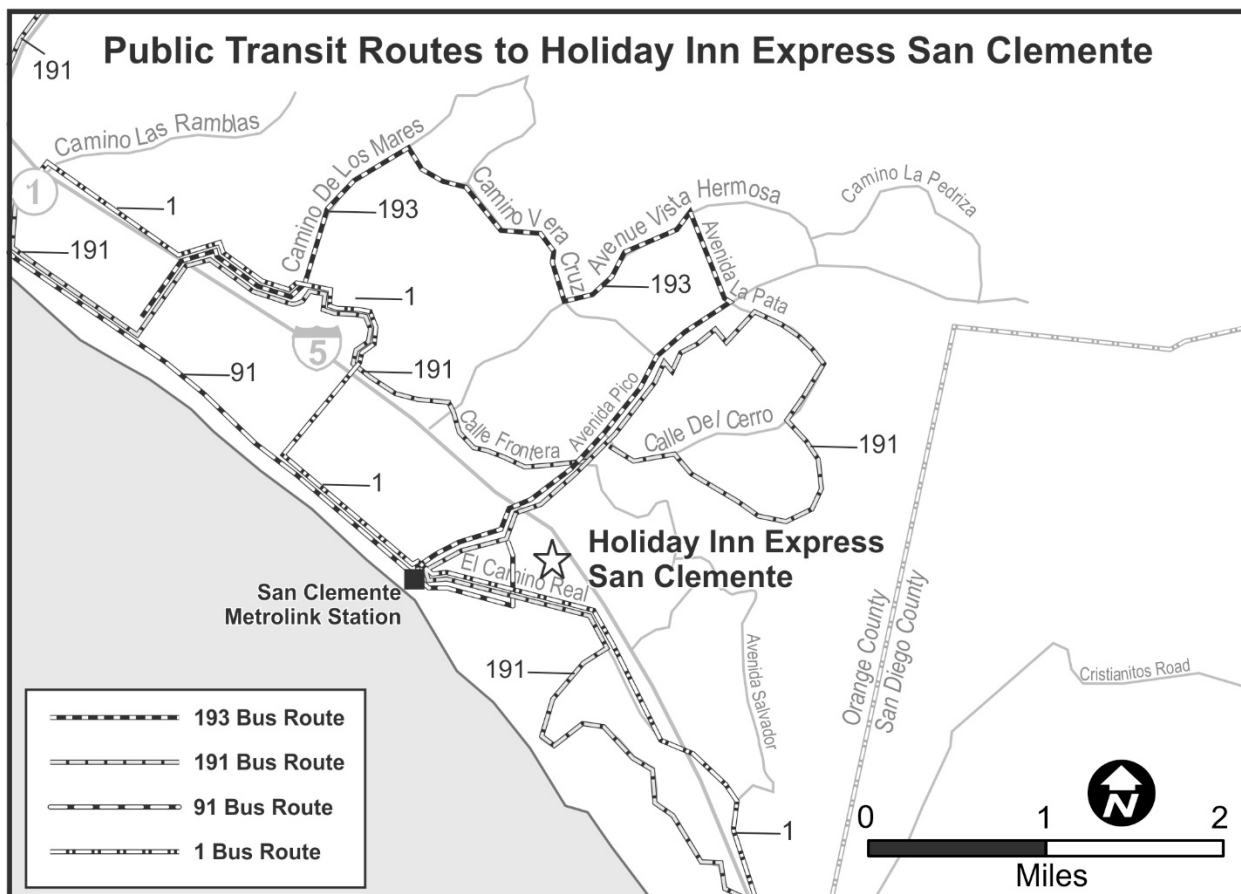 Public Transit Routes to Holiday Inn Express San Clemente
191
Camino Las Ramblas
1
1
Camino De Los Mares
193
Camino Vera Cruz
Avenue Vista Hermosa
Camino La Pedriza
191
193
Avenida La Pata
1
5
91
191
Avenida Pico
Calle Frontera
Calle Del Cerro
191
1
Holiday Inn Express
San Clemente
El Camino Real
San Clemente
Metrolink Station
191
Avenida Salvador
Orange County
San Diego County
Cristianitos Road
193 Bus Route
191 Bus Route
91 Bus Route
1 Bus Route
1
N
0 1 2
Miles